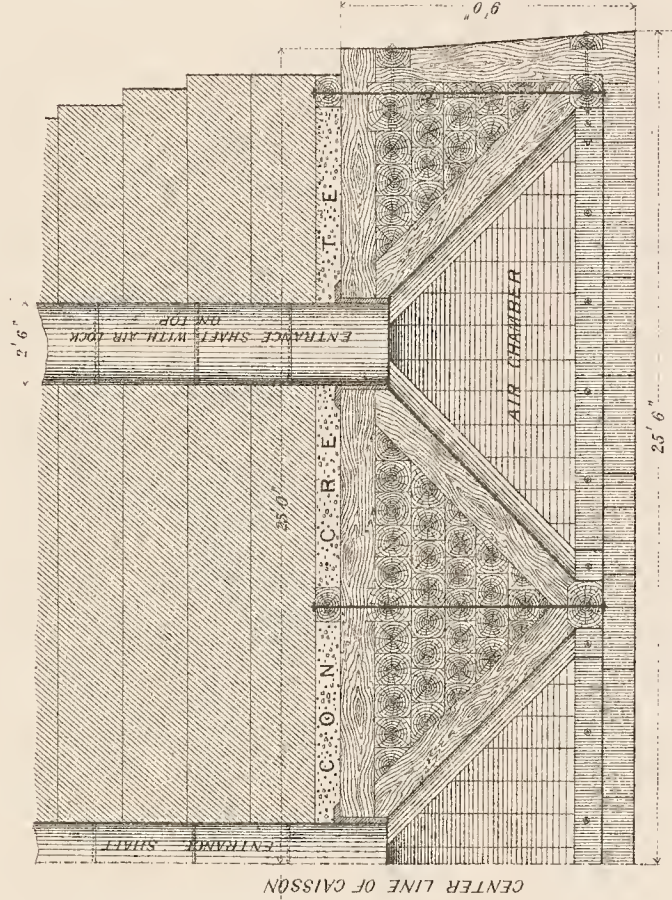 9' 0"
2' 6"
ENTRANCE SHAFT WITH AIR LOCK
ON TOP
CONCRETE
AIR CHAMBER
25.0"
25' 6"
ENTRANCE SHAFT
CENTER LINE OF CAISSON